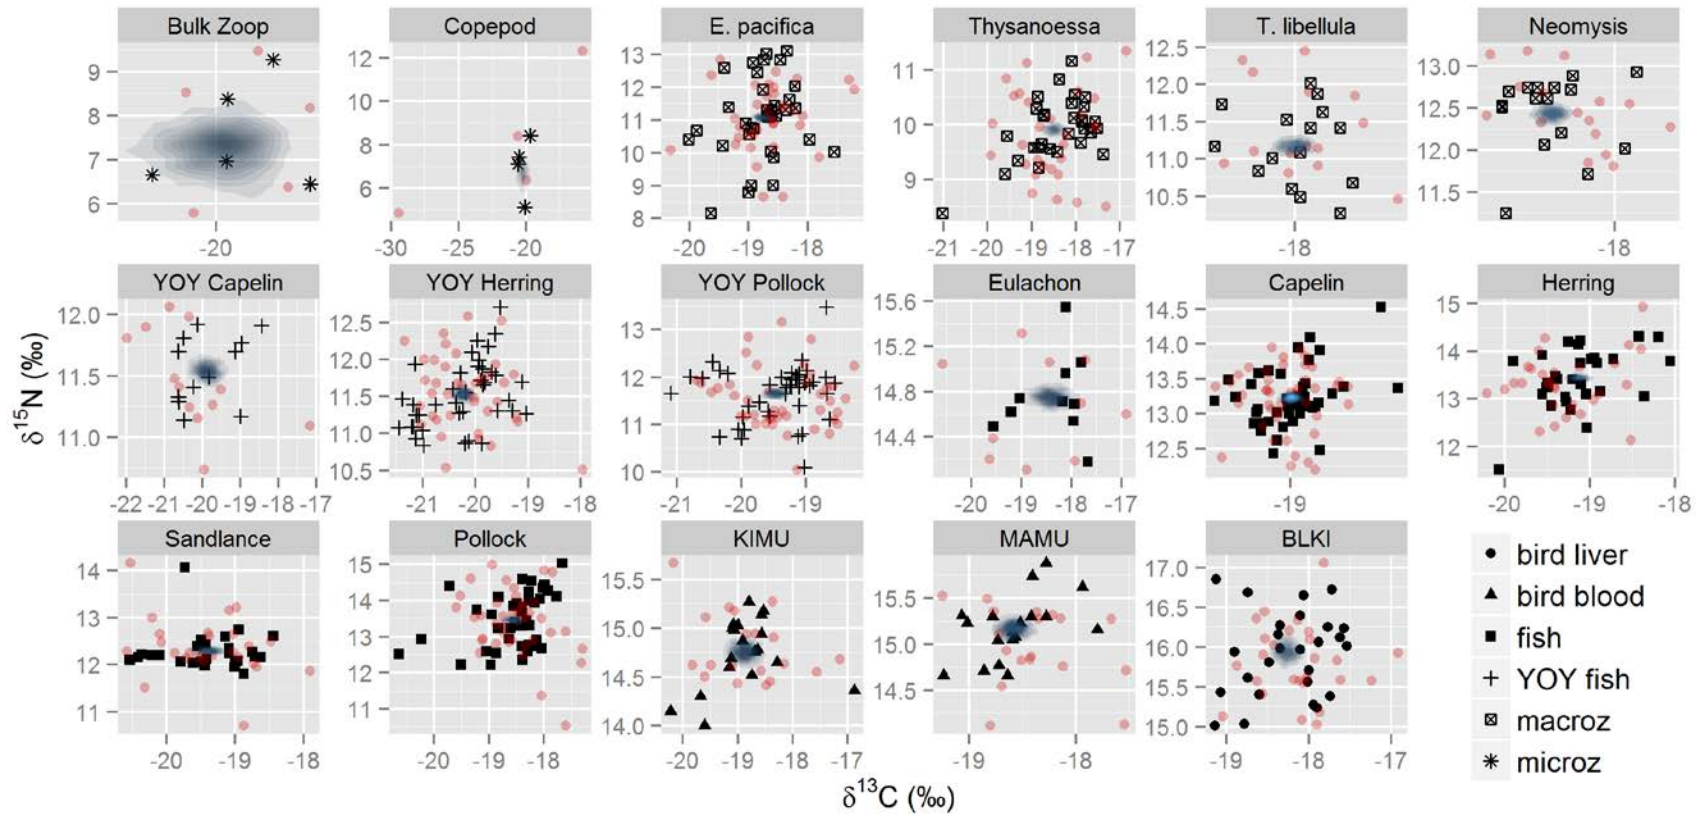 Bulk Zoop Copepod E. pacifica Thysanoessa T. libellula Neomysis
9 8 7 6
-20
12 10 8 6
-30 -25 -20
13 12 11 10 9 8
-20 -19 -18
11 10 9
-21 -20 -19 -18 -17
12.5 12.0 11.5 11.0 10.5
-18
13.0 12.5 12.0 11.5
-18
YOY Capelin YOY Herring YOY Pollock Eulachon Capelin Herring
12.0 11.5 11.0
-22 -21 -20 -19 -18 -17
12.5 12.0 11.5 11.0 10.5
-21 -20 -19 -18
13 12 11 10
-21 -20 -19
15.6 15.2 14.8 14.4
-20 -19 -18 -17
14.5 14.0 13.5 13.0 12.5
-19
15 14 13 12
-20 -19 -18
δ15N (‰)
Sandlance Pollock KIMU MAMU BLKI
14 13 12 11
-20 -19 -18
15 14 13 12 11
-20 -19 -18
15.5 15.0 14.5 14.0
-20 -19 -18 -17
15.5 15.0 14.5
-19 -18
17.0 16.5 16.0 15.5 15.0
-19 -18 -17
δ13C (‰)
bird liver
bird blood
fish
YOY fish
macroz
microz